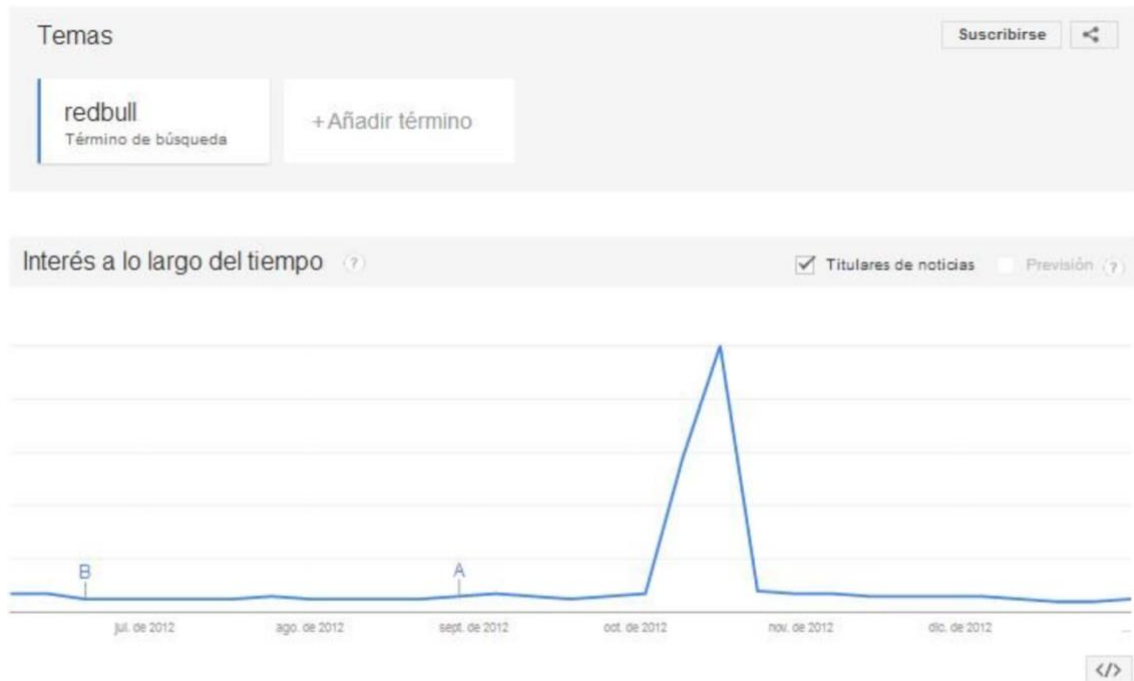 Temas
Suscribirse
redbull
Término de búsqueda
+Añadir término
Interés a lo largo del tiempo ?
Titulares de noticias
Previsión ?
B
A
jul. de 2012 ago. de 2012 sept. de 2012 oct. de 2012 nov. de 2012 dic. de 2012 ...
</>